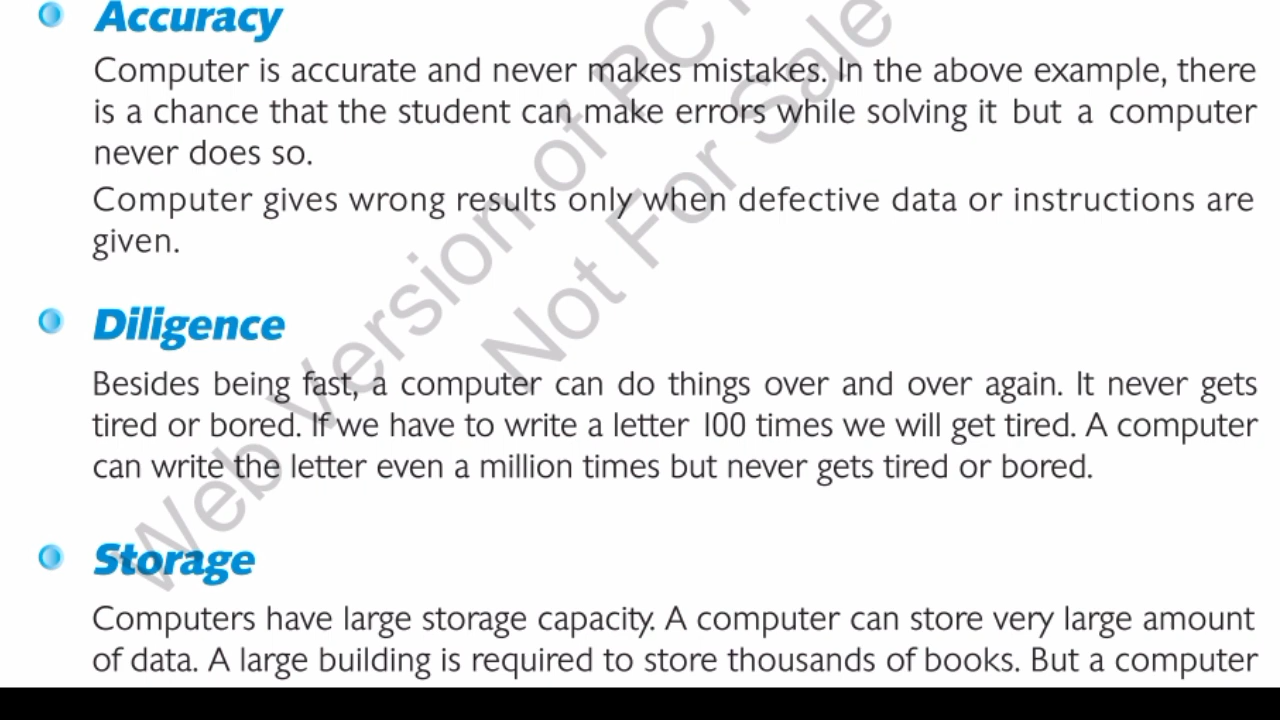 Accuracy
Computer is accurate and never makes mistakes. In the above example, there
is a chance that the student can make errors while solving it but a computer
never does so.
Computer gives wrong results only when defective data or instructions are
given.
Diligence
Besides being fast, a computer can do things over and over again. It never gets
tired or bored. If we have to write a letter 100 times we will get tired. A computer
can write the letter even a million times but never gets tired or bored.
Storage
Computers have large storage capacity. A computer can store very large amount
of data. A large building is required to store thousands of books. But a computer
Web Version of PCT
Not For Sale